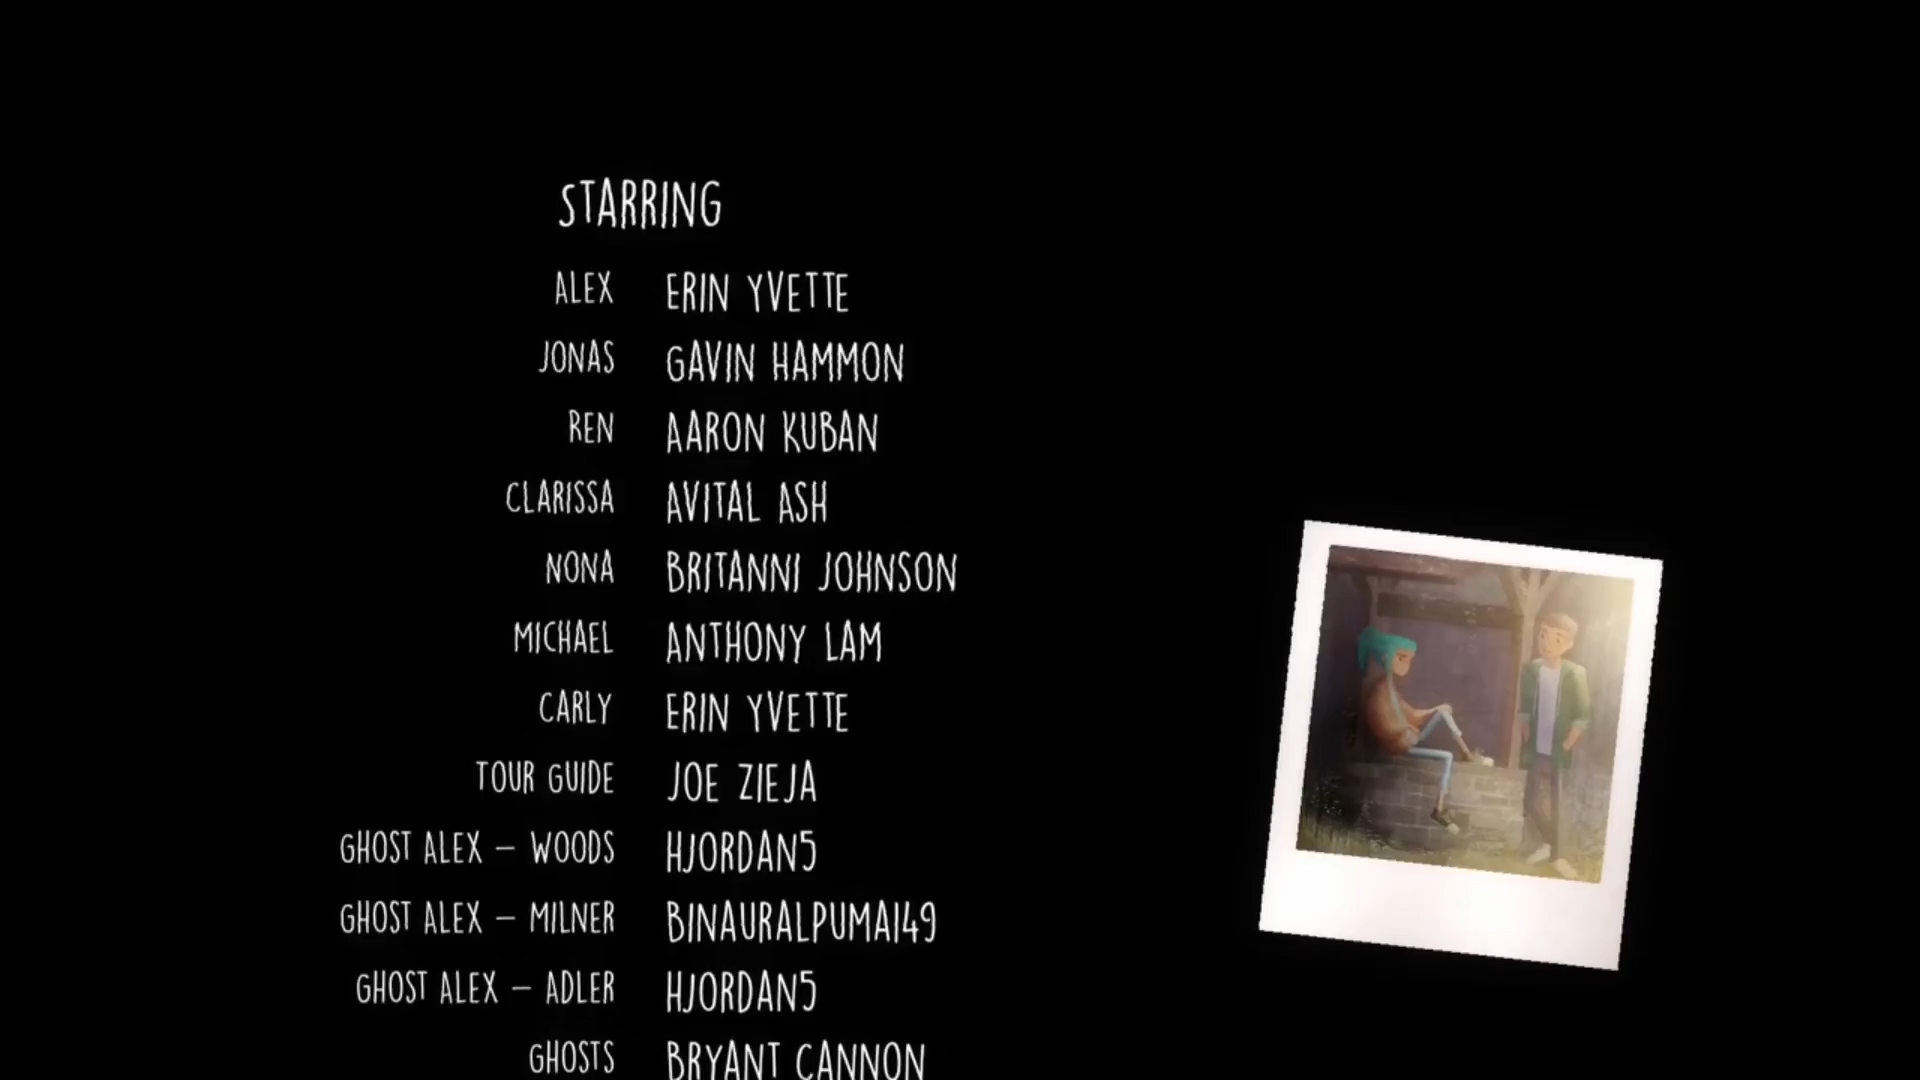 STARRING
ALEX ERIN YVETTE
JONAS GAVIN HAMMON
REN AARON KUBAN
CLARISSA AVITAL ASH
NONA BRITANNI JOHNSON
MICHAEL ANTHONY LAM
CARLY ERIN YVETTE
TOUR GUIDE JOE ZIEJA
GHOST ALEX – WOODS HJORDAN5
GHOST ALEX – MILNER BINAURALPUMA149
GHOST ALEX – ADLER HJORDAN5
GHOSTS BRYANT CANNON